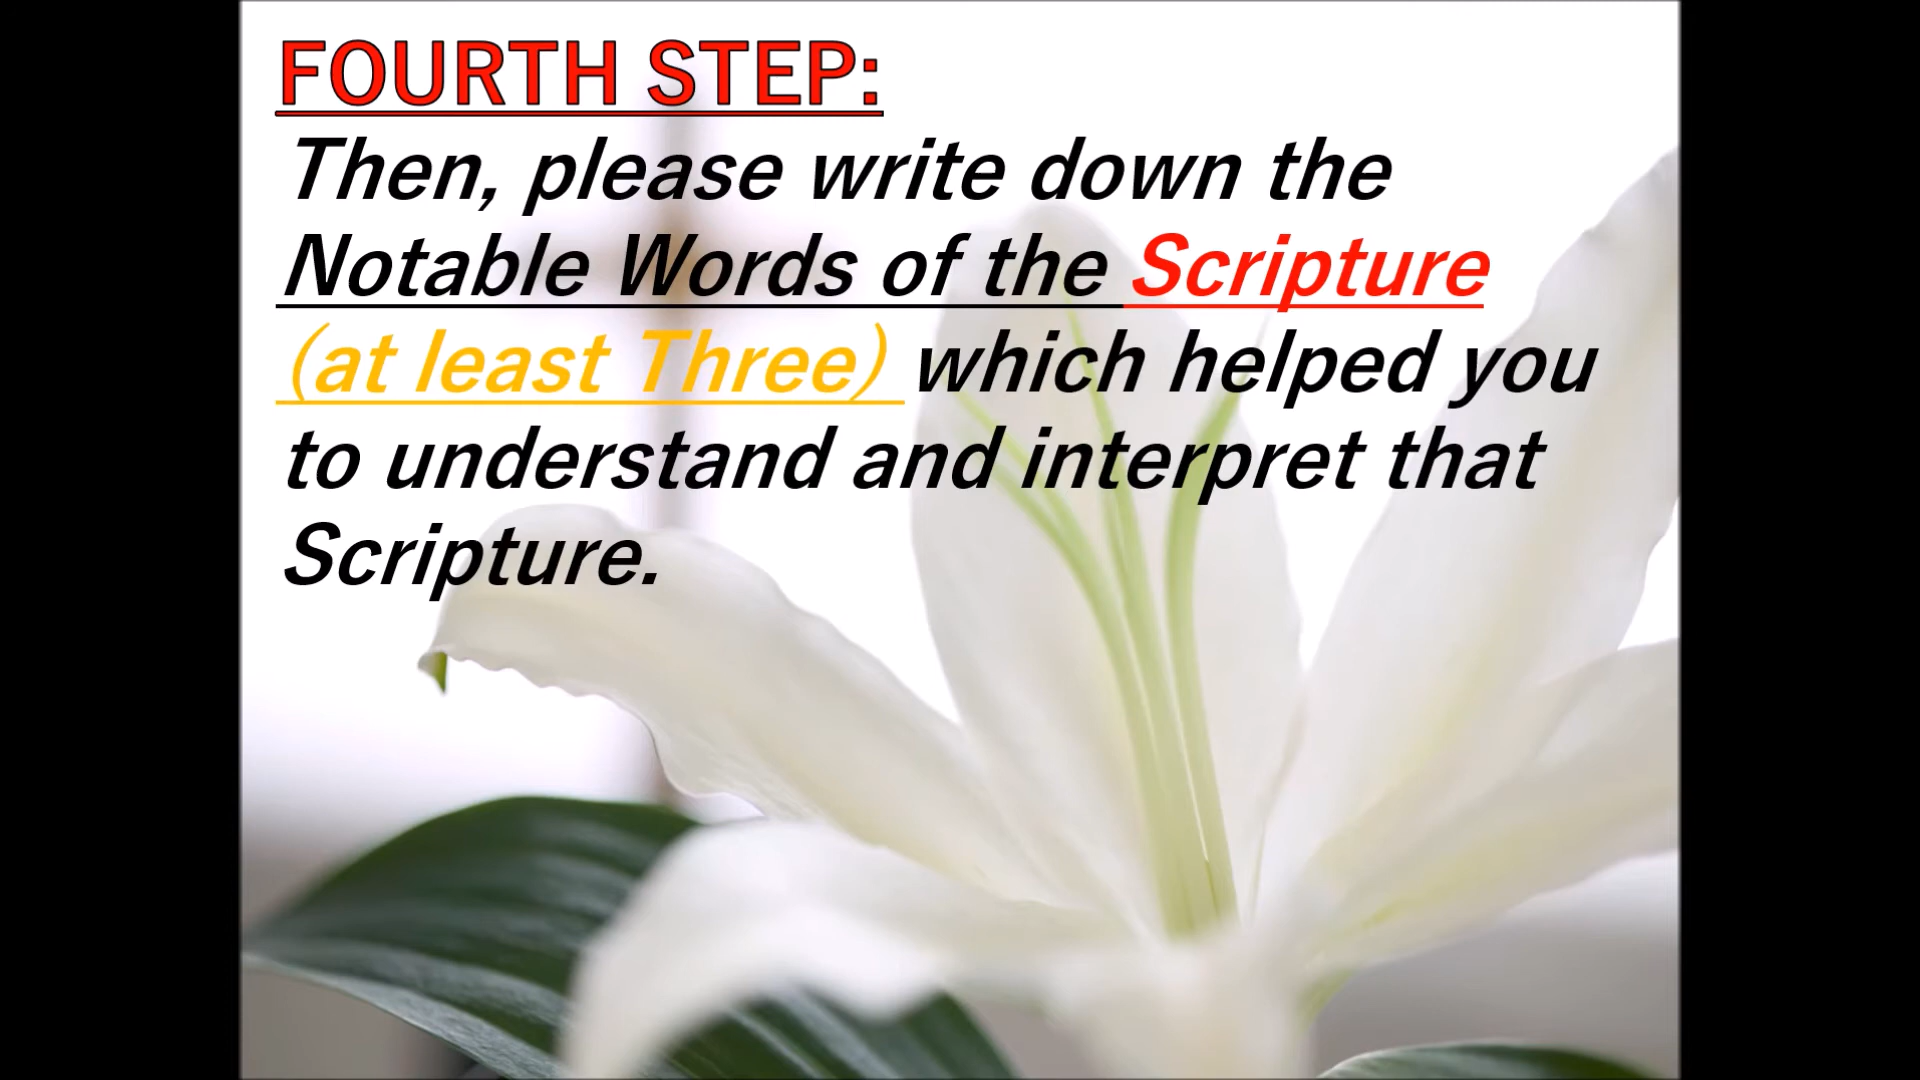 FOURTH STEP:
Then, please write down the
Notable Words of the Scripture
(at least Three) which helped you
to understand and interpret that
Scripture.